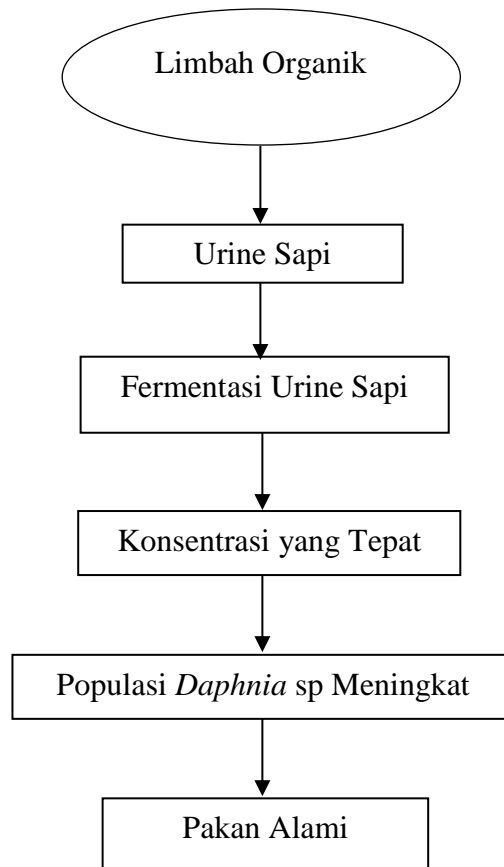 Limbah Organik
Urine Sapi
Fermentasi Urine Sapi
Konsentrasi yang Tepat
Populasi Daphnia sp Meningkat
Pakan Alami